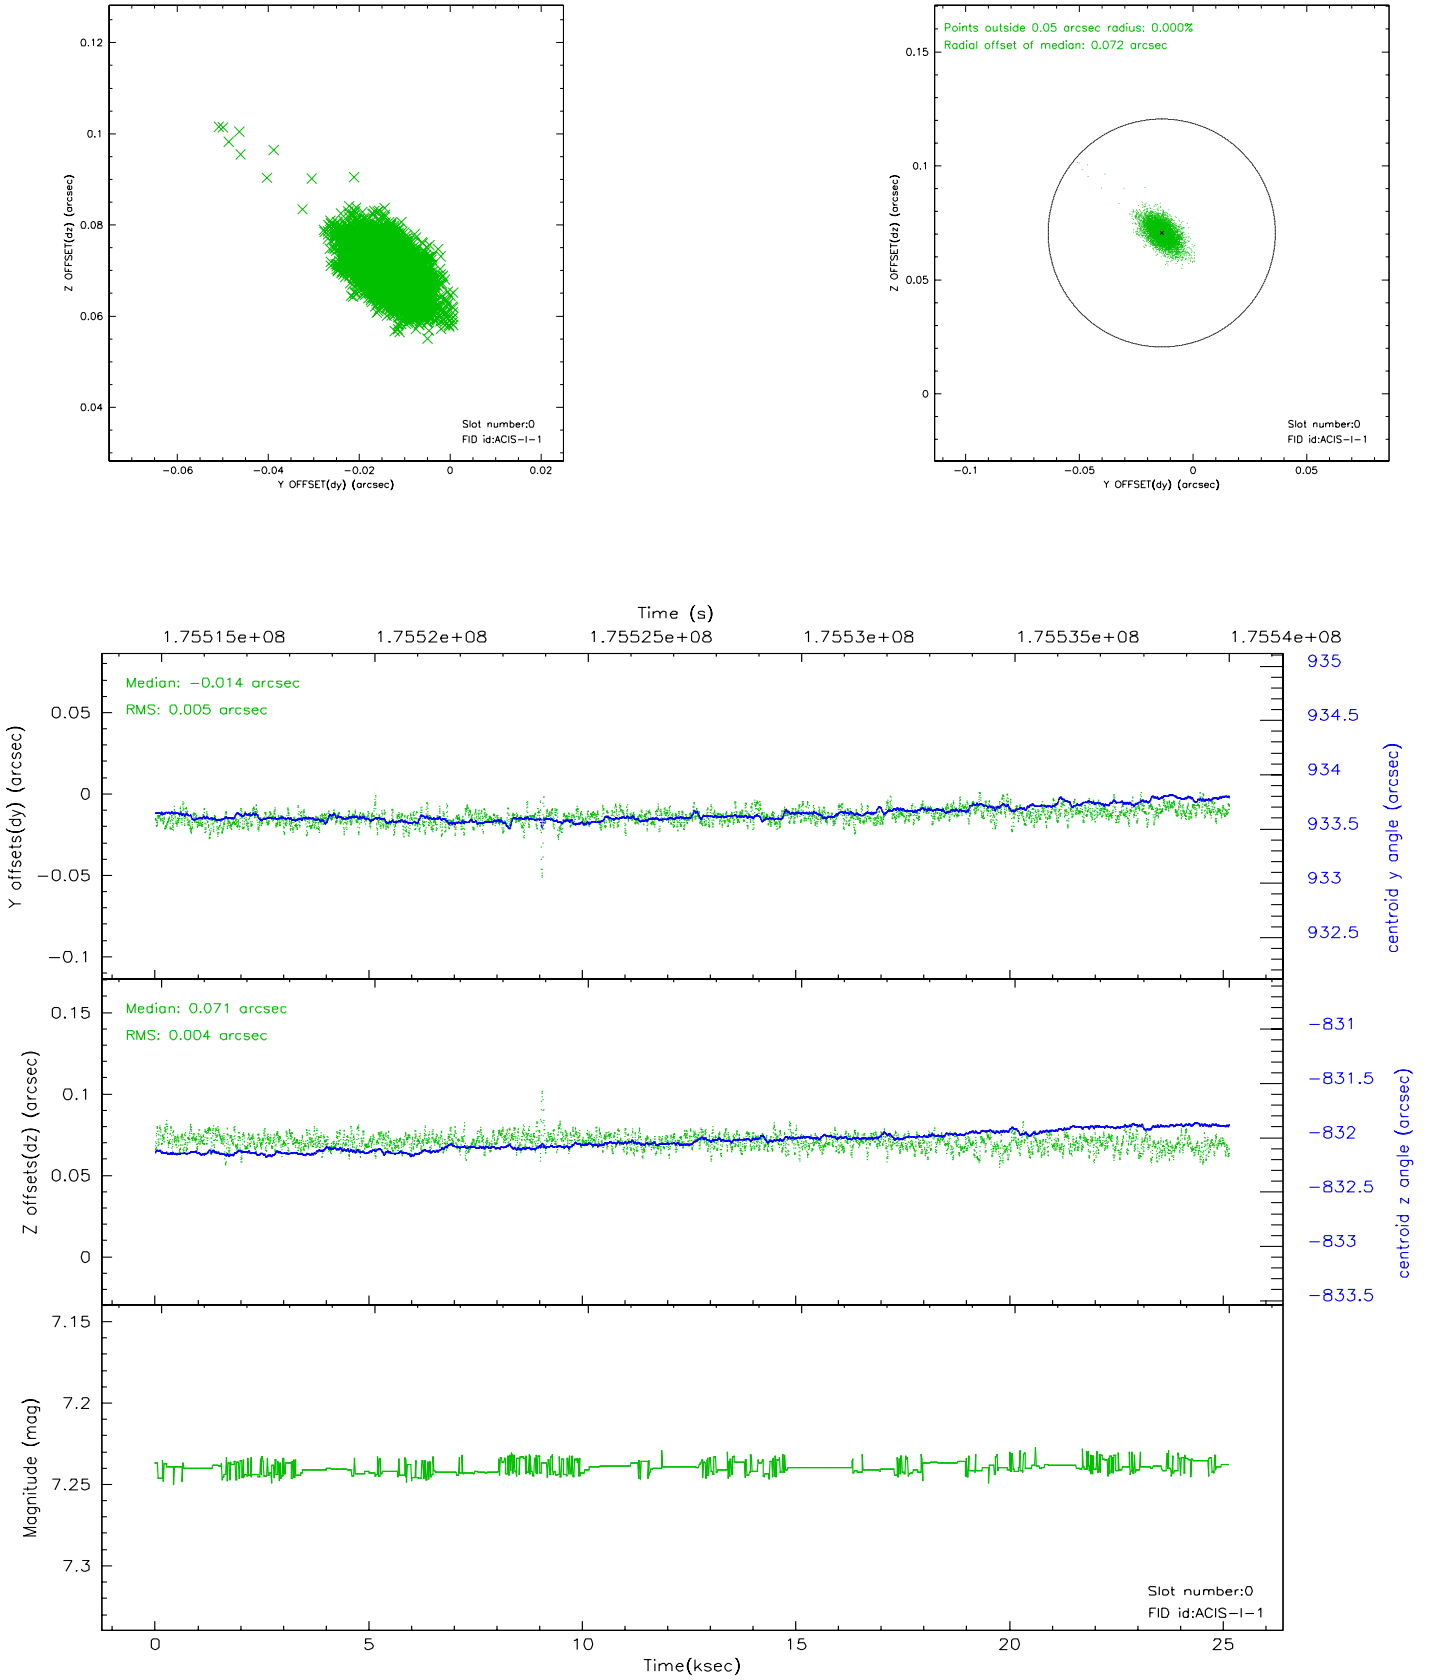 0.12
0.1
0.08
0.06
0.04
Z OFFSET(dz) (arcsec)
Slot number:0
FID id:ACIS-I-1
-0.06 -0.04 -0.02 0 0.02
Y OFFSET(dy) (arcsec)
Points outside 0.05 arcsec radius: 0.000%
Radial offset of median: 0.072 arcsec
0.15
0.1
0.05
0
Z OFFSET(dz) (arcsec)
Slot number:0
FID id:ACIS-I-1
-0.1 -0.05 0 0.05
Y OFFSET(dy) (arcsec)
Time (s)
1.75515e+08 1.7552e+08 1.75525e+08 1.7553e+08 1.75535e+08 1.7554e+08
Median: -0.014 arcsec
RMS: 0.005 arcsec
0.05
0
-0.05
-0.1
Y offsets(dy) (arcsec)
935
934.5
934
933.5
933
932.5
centroid y angle (arcsec)
Median: 0.071 arcsec
RMS: 0.004 arcsec
0.15
0.1
0.05
0
Z offsets(dz) (arcsec)
-831
-831.5
-832
-832.5
-833
-833.5
centroid z angle (arcsec)
7.15
7.2
7.25
7.3
Magnitude (mag)
Slot number:0
FID id:ACIS-I-1
0 5 10 15 20 25
Time(ksec)